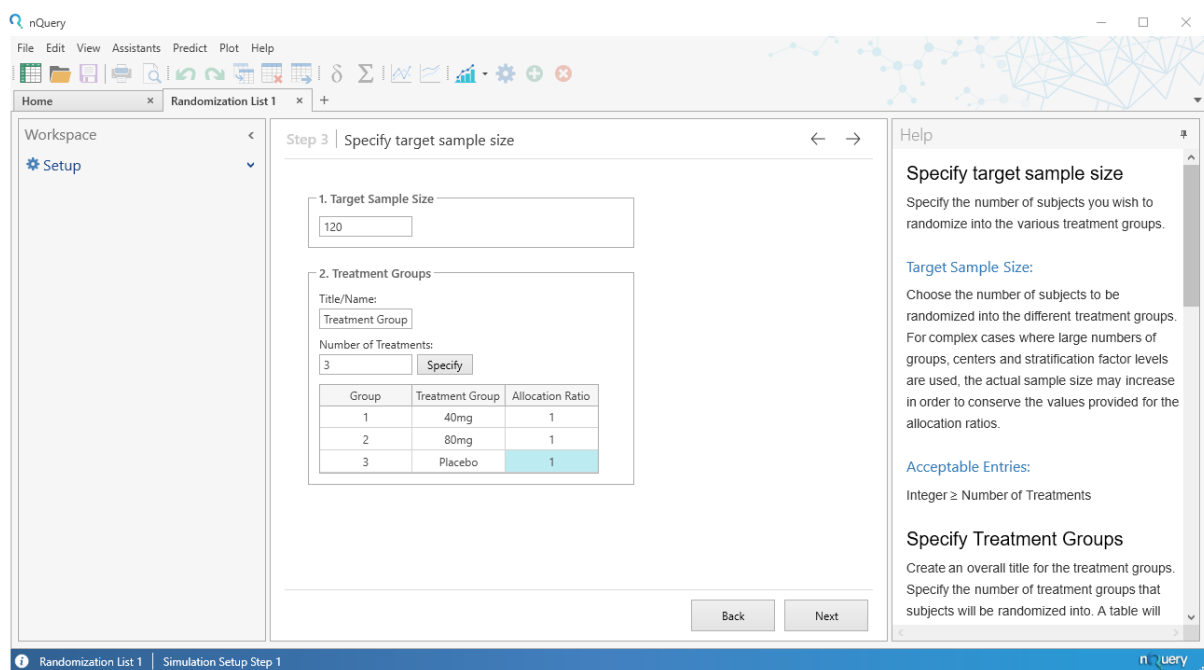 nQuery
File Edit View Assistants Predict Plot Help
δ Σ
Home × Randomization List 1 × +
Workspace <
Setup
Step 3 Specify target sample size ← →
1. Target Sample Size
120
2. Treatment Groups
Title/Name:
Treatment Group
Number of Treatments:
3 Specify
Group Treatment Group Allocation Ratio
1 40mg 1
2 80mg 1
3 Placebo 1
Back Next
Help
Specify target sample size
Specify the number of subjects you wish to
randomize into the various treatment groups.
Target Sample Size:
Choose the number of subjects to be
randomized into the different treatment groups.
For complex cases where large numbers of
groups, centers and stratification factor levels
are used, the actual sample size may increase
in order to conserve the values provided for the
allocation ratios.
Acceptable Entries:
Integer ≥ Number of Treatments
Specify Treatment Groups
Create an overall title for the treatment groups.
Specify the number of treatment groups that
subjects will be randomized into. A table will
Randomization List 1 Simulation Setup Step 1
nQuery